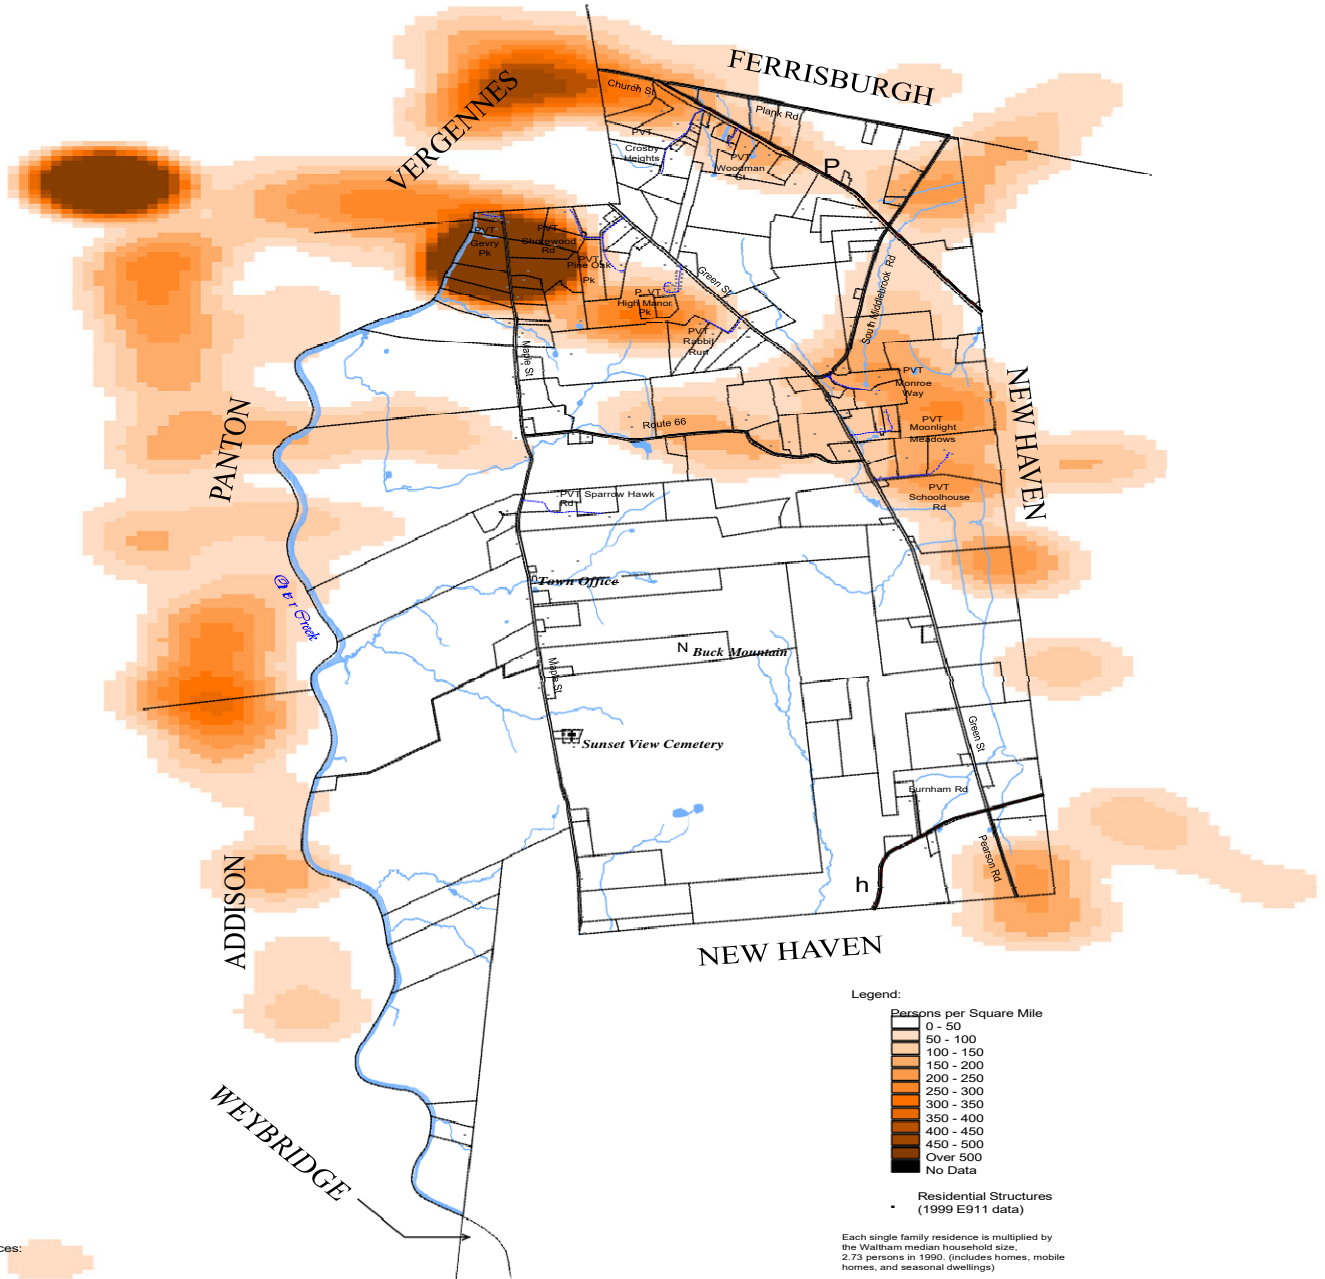 FERRISBURGH
VERGENNES
Church St
Plank Rd
PVT
Crosby
Heights
PVT
Woodman
Ct
P
PVT
Gevry
Pk
PVT
Shorewood
Rd
PVT
Pine Oak
Pk
P VT
High Manor
Pk
Green St
South Middlebrook Rd
PVT
Rabbit
Run
Maple St
PVT
Monroe
Way
NEW HAVEN
PANTON
Route 66
PVT
Moonlight
Meadows
PVT Sparrow Hawk
Rd
PVT
Schoolhouse
Rd
Town Office
Creek
N Buck Mountain
Maple St
Sunset View Cemetery
Green St
Burnham Rd
Pearson Rd
ADDISON
h
NEW HAVEN
WEYBRIDGE
Legend:
Persons per Square Mile
0 - 50
50 - 100
100 - 150
150 - 200
200 - 250
250 - 300
300 - 350
350 - 400
400 - 450
450 - 500
Over 500
No Data
Residential Structures
(1999 E911 data)
Each single family residence is multiplied by
the Waltham median household size,
2.73 persons in 1990. (includes homes, mobile
homes, and seasonal dwellings)
ces: